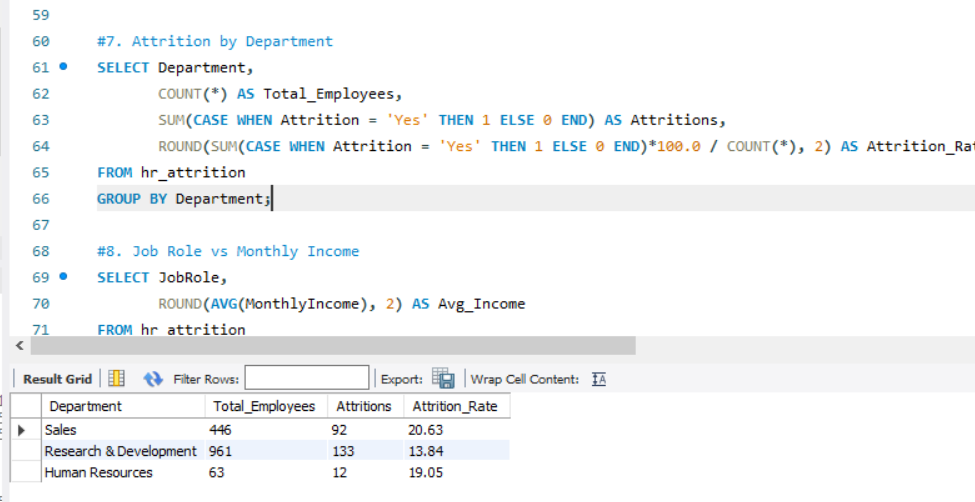 59
60 #7. Attrition by Department
61 SELECT Department,
62 COUNT(*) AS Total_Employees,
63 SUM(CASE WHEN Attrition = 'Yes' THEN 1 ELSE 0 END) AS Attritions,
64 ROUND(SUM(CASE WHEN Attrition = 'Yes' THEN 1 ELSE 0 END)*100.0 / COUNT(*), 2) AS Attrition_Rat
65 FROM hr_attrition
66 GROUP BY Department;
67
68 #8. Job Role vs Monthly Income
69 SELECT JobRole,
70 ROUND(AVG(MonthlyIncome), 2) AS Avg_Income
71 FROM hr_attrition
Result Grid Filter Rows: Export: Wrap Cell Content: IA
Department Total_Employees Attritions Attrition_Rate
Sales 446 92 20.63
Research & Development 961 133 13.84
Human Resources 63 12 19.05